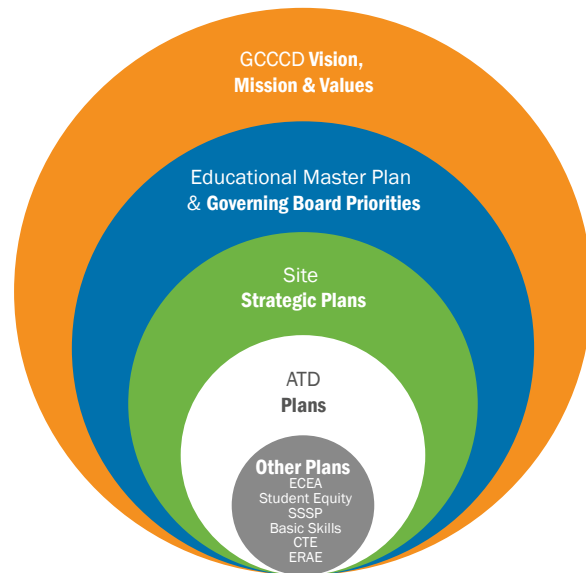 GCCCD Vision,
Mission & Values
Educational Master Plan
& Governing Board Priorities
Site
Strategic Plans
ATD
Plans
Other Plans
ECEA
Student Equity
SSSP
Basic Skills
CTE
ERAE